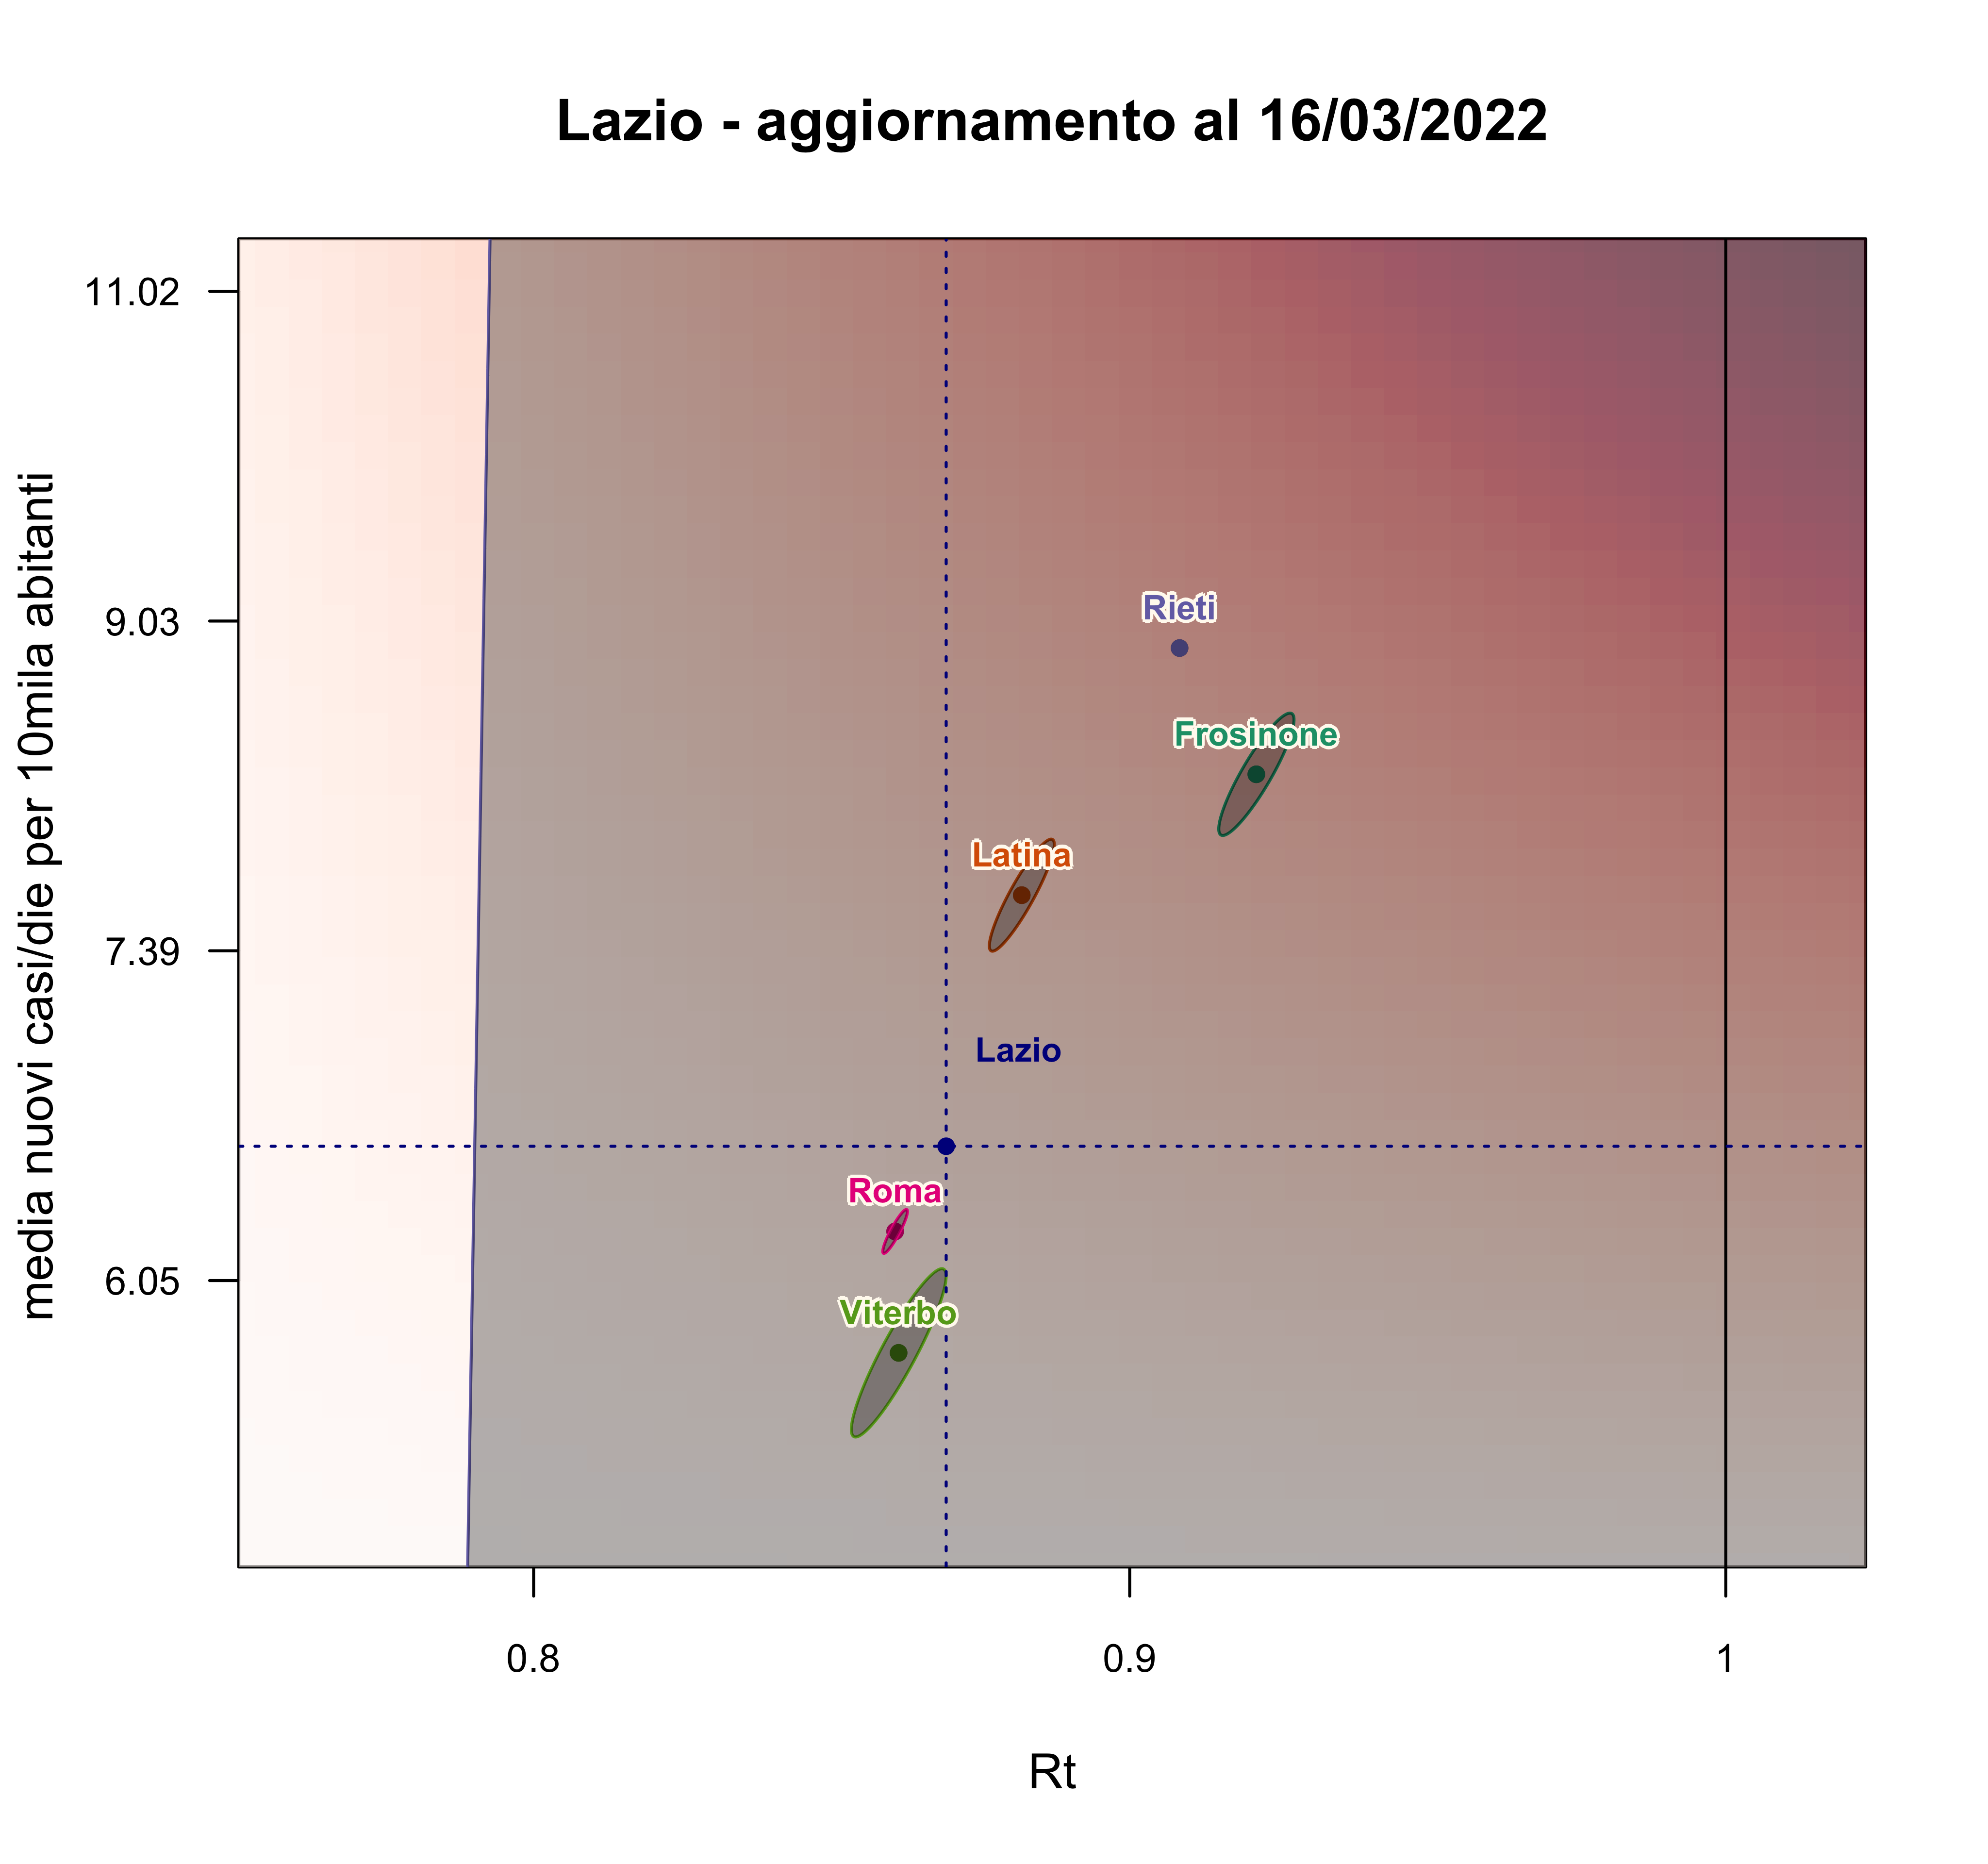 Lazio - aggiornamento al 16/03/2022
media nuovi casi/die per 10mila abitanti
11.02
9.03
7.39
6.05
Rieti
Frosinone
Latina
Lazio
Roma
Viterbo
0.8
0.9
1
Rt